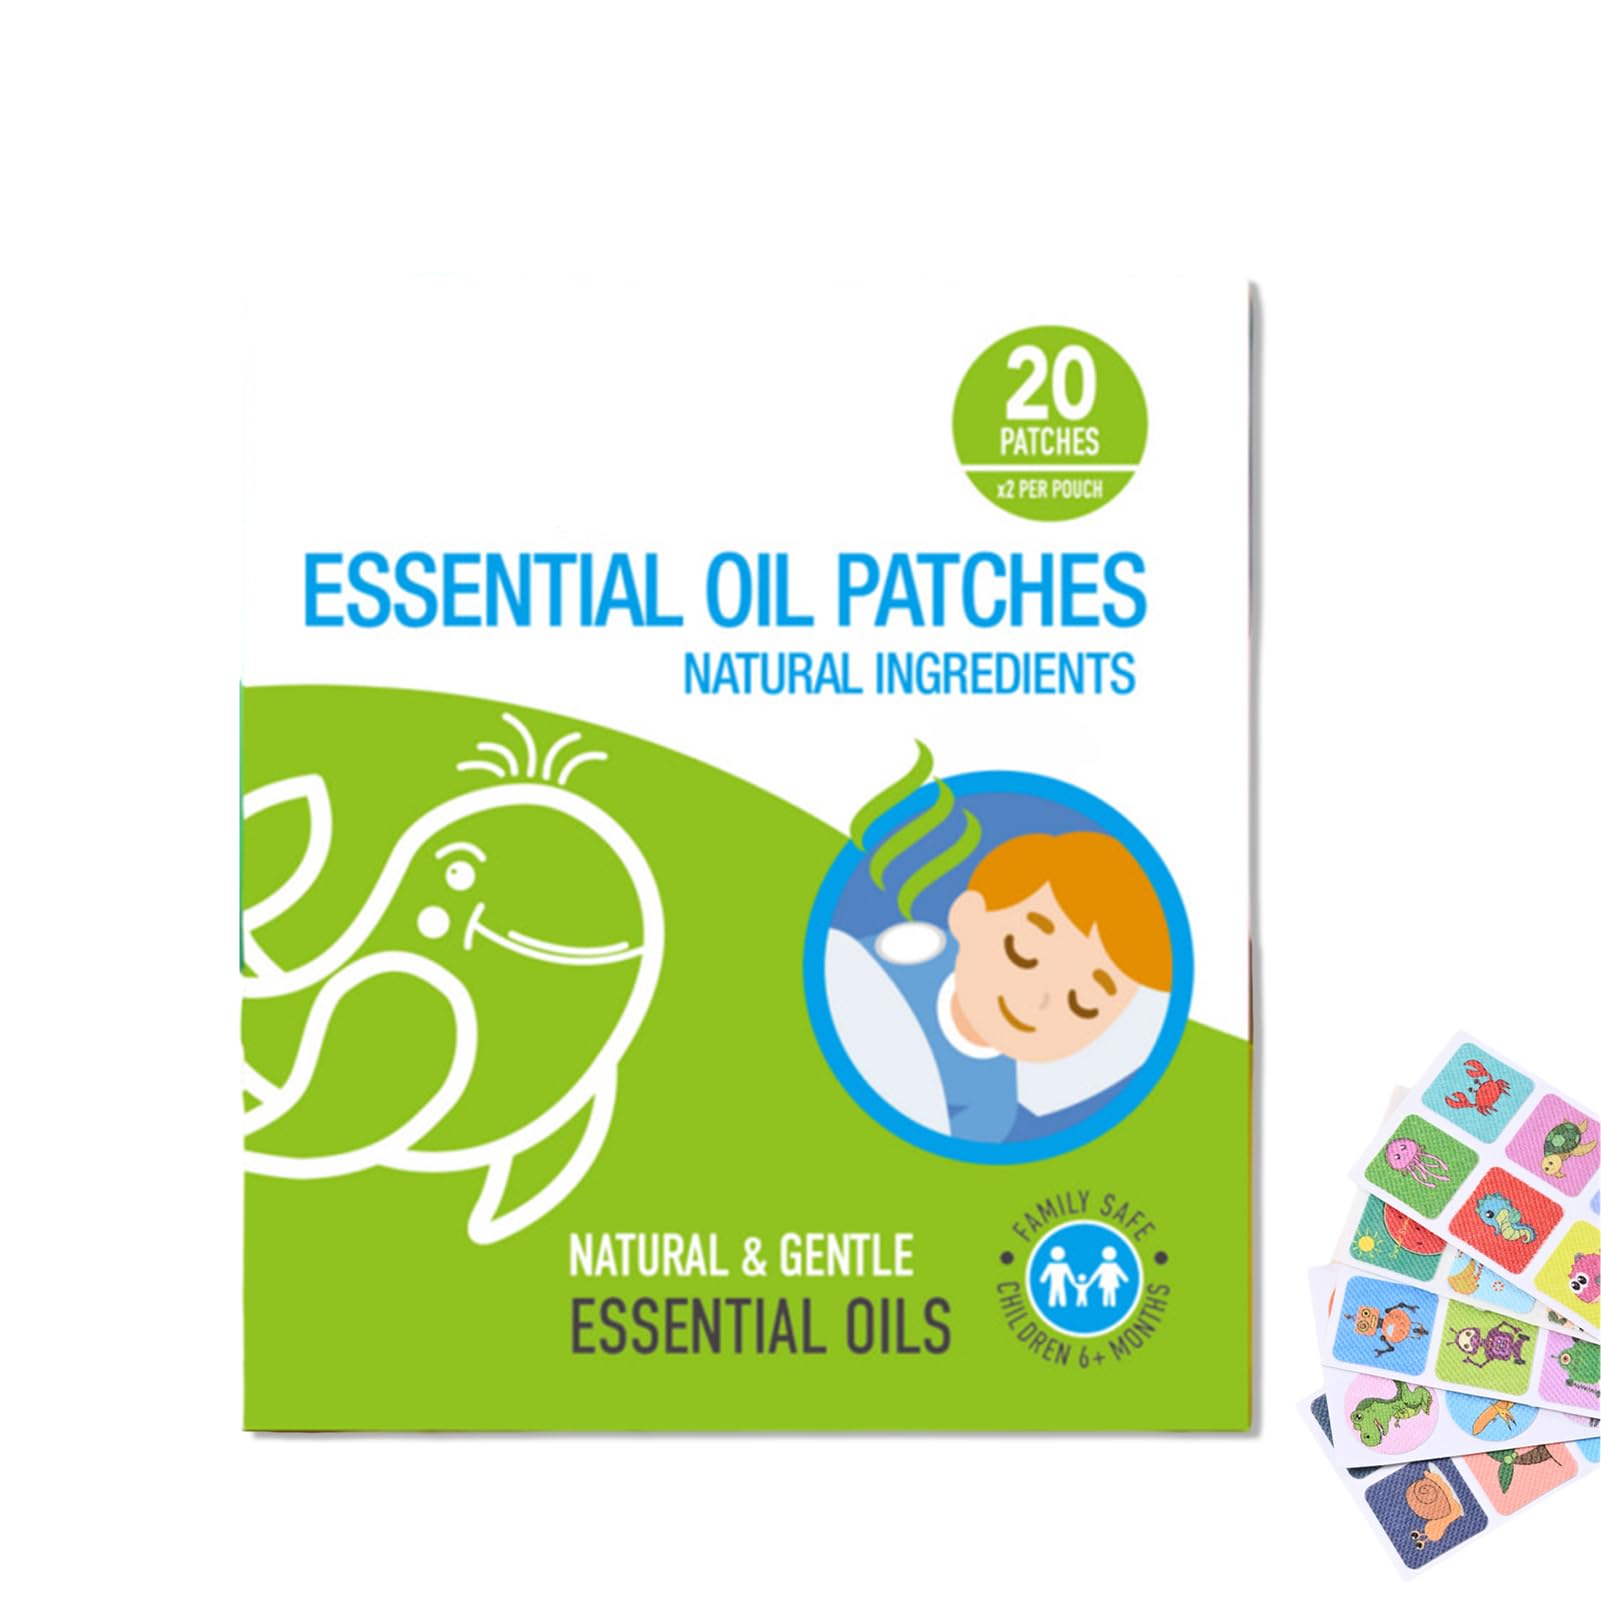 20
PATCHES
x2 PER POUCH
ESSENTIAL OIL PATCHES
NATURAL INGREDIENTS
NATURAL & GENTLE
ESSENTIAL OILS
FAMILY SAFE
CHILDREN 6+ MONTHS